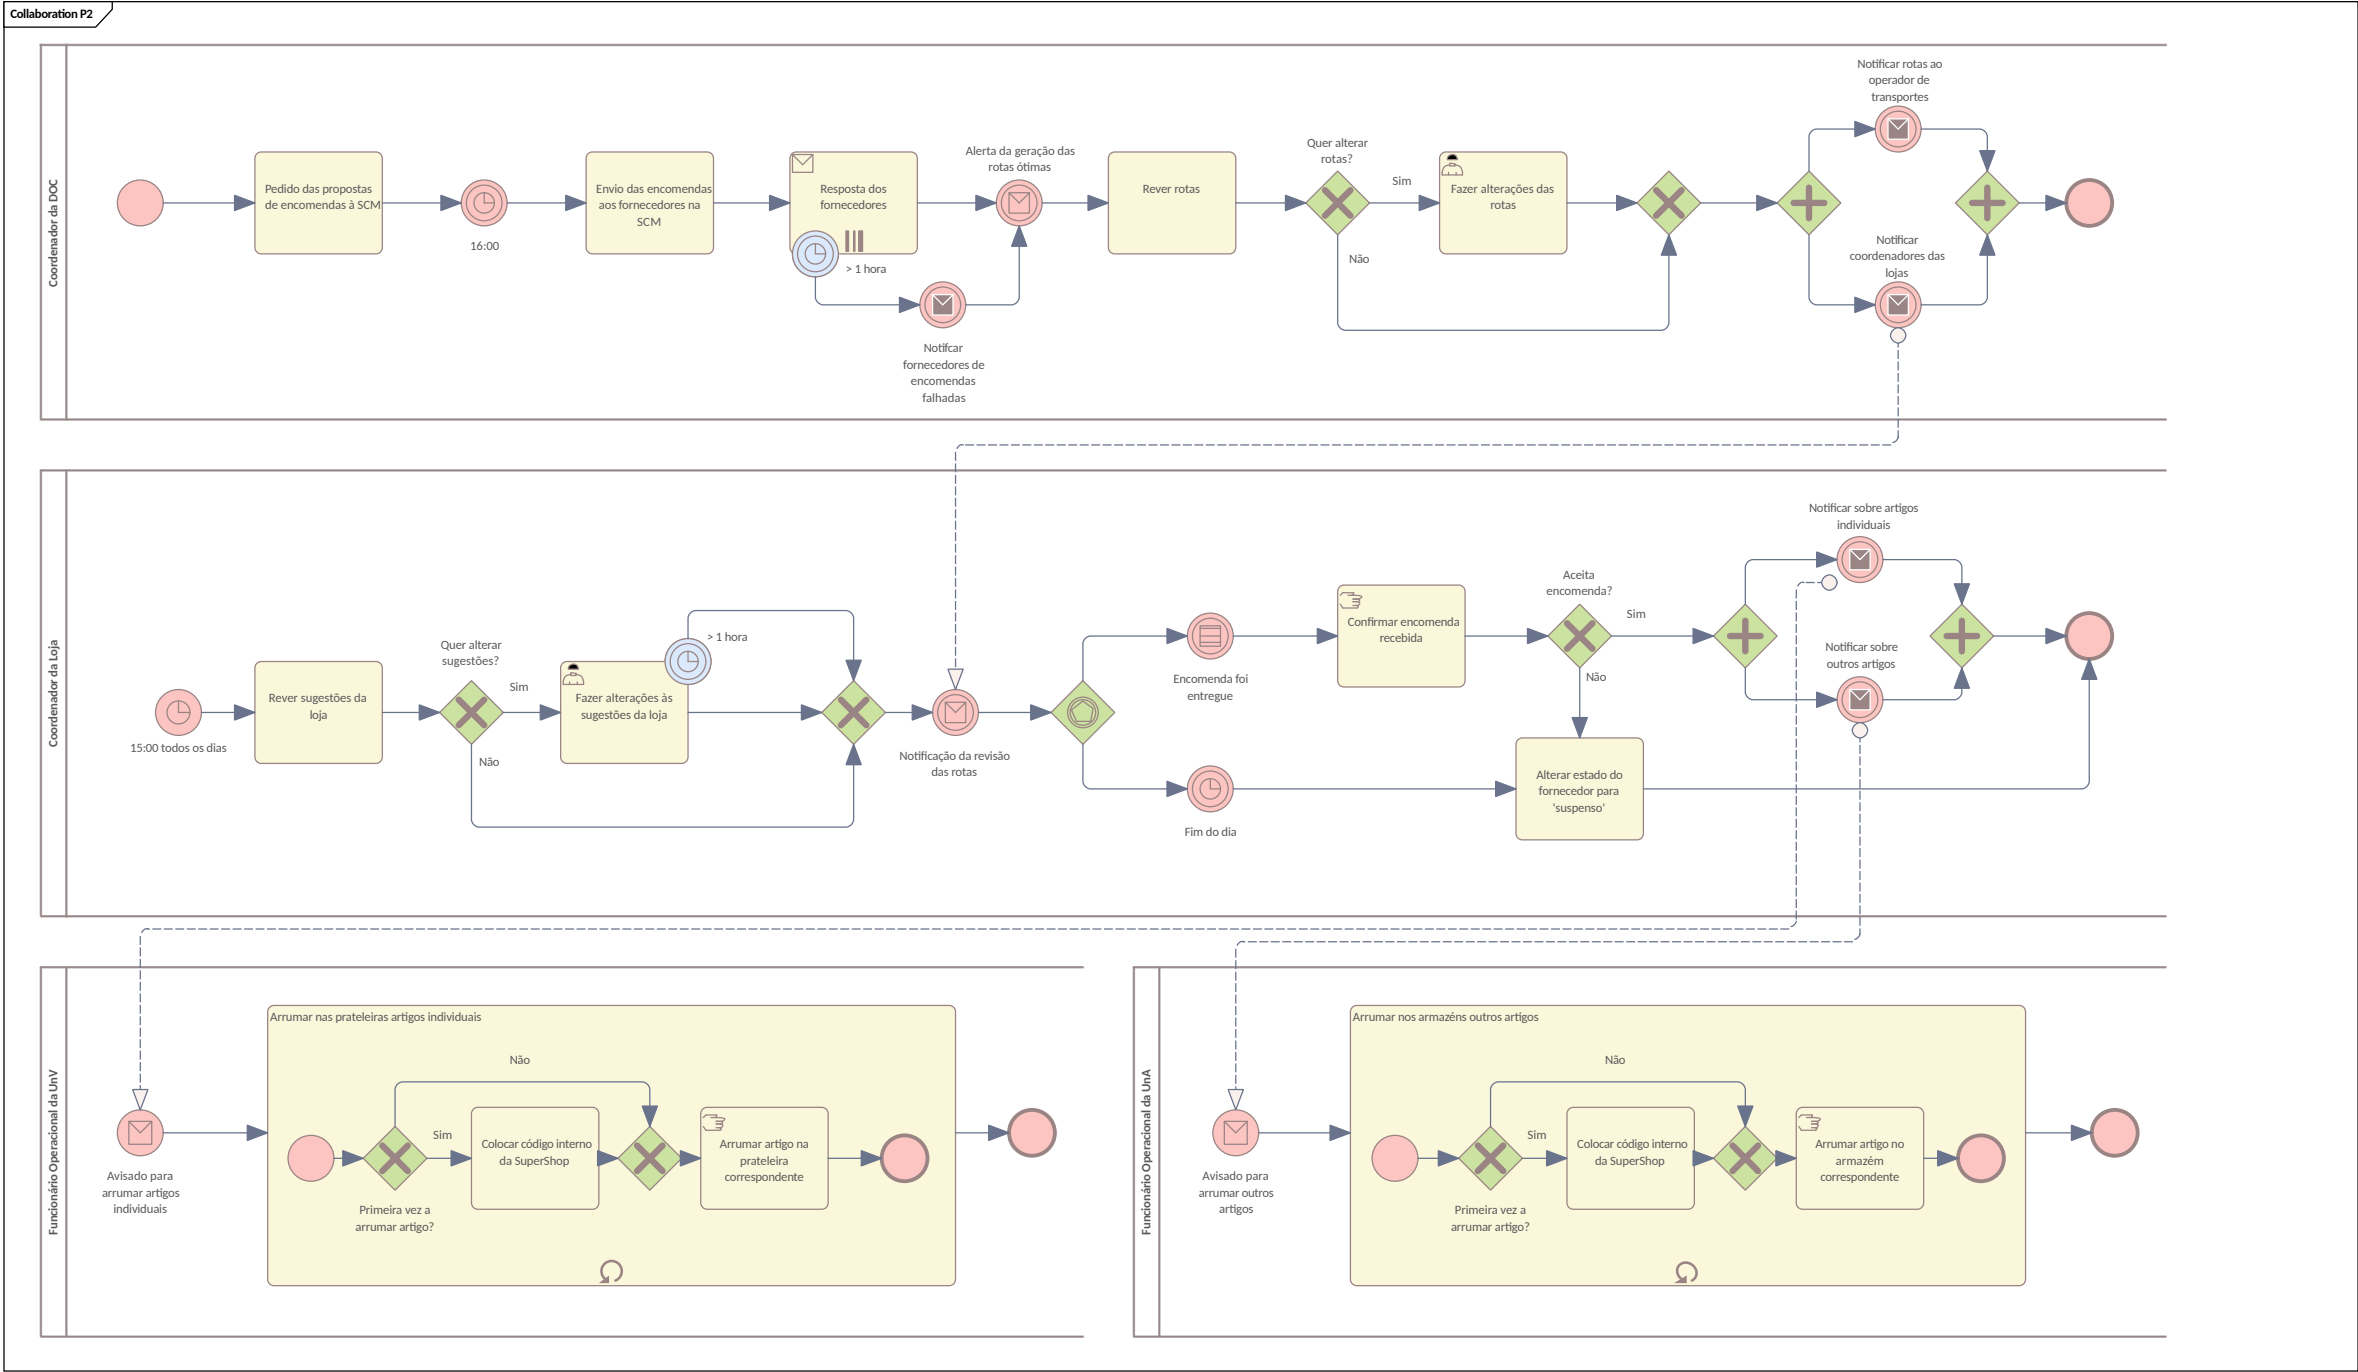 Collaboration P2
Coordenador da DOC
Pedido das propostas
de encomendas à SCM
16:00
Envio das encomendas
aos fornecedores na
SCM
Resposta dos
fornecedores
> 1 hora
Notifcar
fornecedores de
encomendas
falhadas
Alerta da geração das
rotas ótimas
Rever rotas
Quer alterar
rotas?
Sim
Não
Fazer alterações das
rotas
Notificar rotas ao
operador de
transportes
Notificar
coordenadores das
lojas
Coordenador da Loja
15:00 todos os dias
Rever sugestões da
loja
Quer alterar
sugestões?
Sim
Não
Fazer alterações às
sugestões da loja
> 1 hora
Notificação da revisão
das rotas
Encomenda foi
entregue
Fim do dia
Confirmar encomenda
recebida
Aceita
encomenda?
Sim
Não
Alterar estado do
fornecedor para
'suspenso'
Notificar sobre artigos
individuais
Notificar sobre
outros artigos
Funcionário Operacional da UnV
Avisado para
arrumar artigos
individuais
Arrumar nas prateleiras artigos individuais
Não
Sim
Primeira vez a
arrumar artigo?
Colocar código interno
da SuperShop
Arrumar artigo na
prateleira
correspondente
Funcionário Operacional da UnA
Avisado para
arrumar outros
artigos
Arrumar nos armazéns outros artigos
Não
Sim
Primeira vez a
arrumar artigo?
Colocar código interno
da SuperShop
Arrumar artigo no
armazém
correspondente